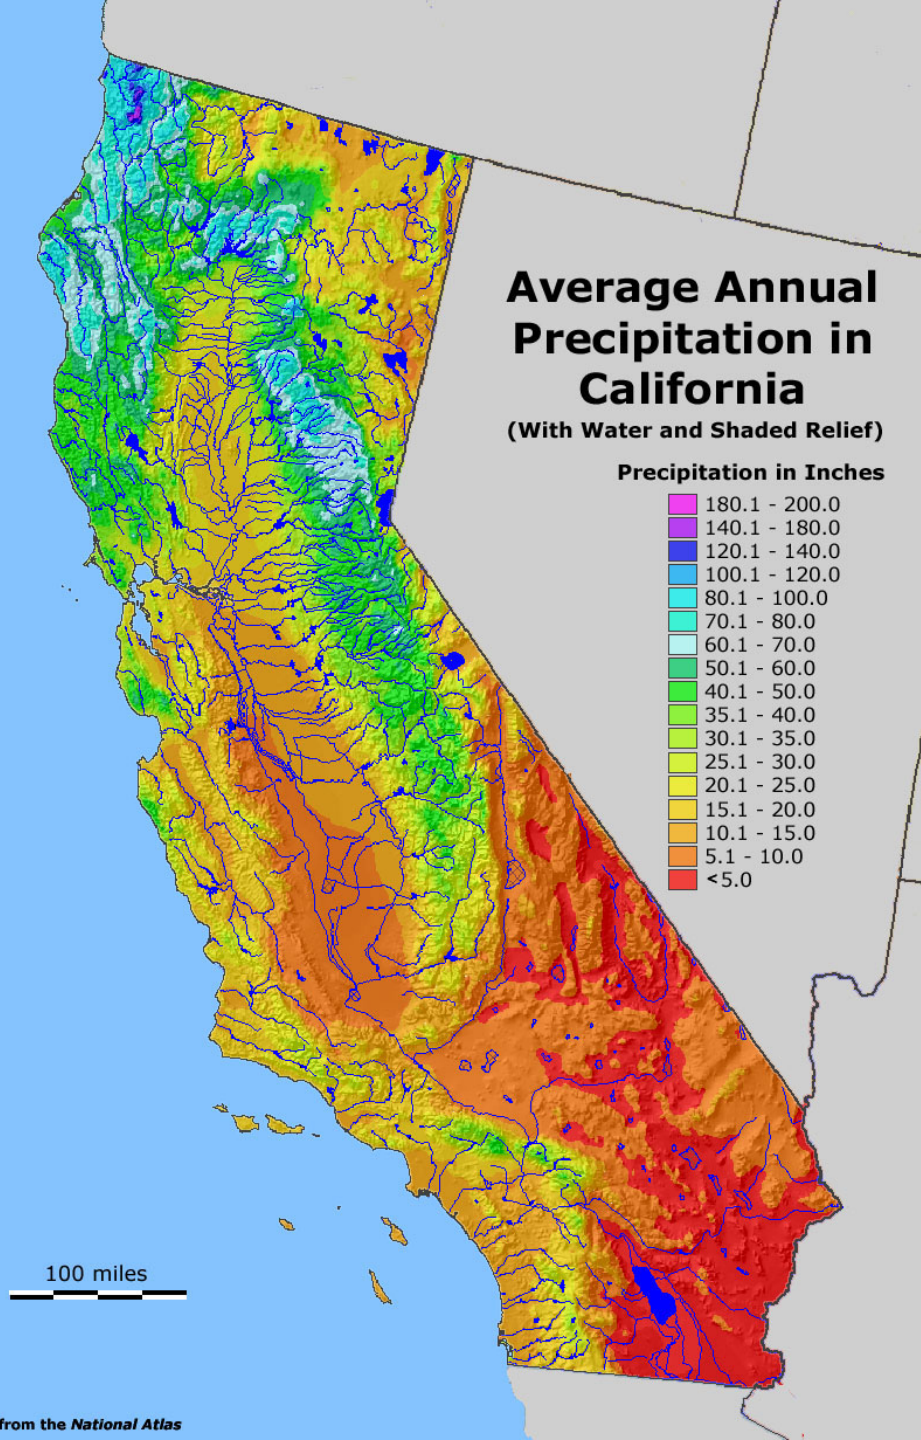 Average Annual
Precipitation in
California
(With Water and Shaded Relief)
Precipitation in Inches
180.1 - 200.0
140.1 - 180.0
120.1 - 140.0
100.1 - 120.0
80.1 - 100.0
70.1 - 80.0
60.1 - 70.0
50.1 - 60.0
40.1 - 50.0
35.1 - 40.0
30.1 - 35.0
25.1 - 30.0
20.1 - 25.0
15.1 - 20.0
10.1 - 15.0
5.1 - 10.0
<5.0
100 miles
from the National Atlas